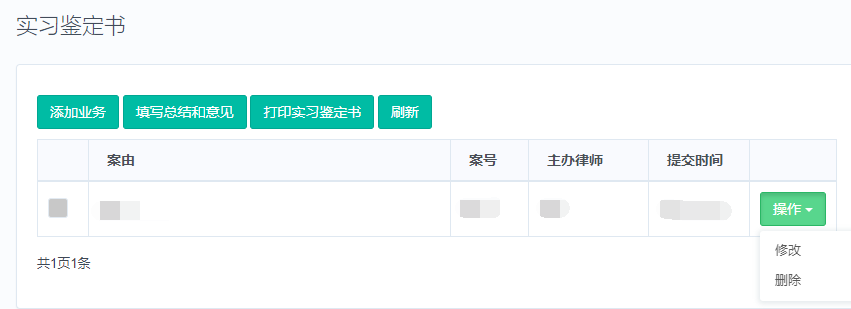 实习鉴定书
添加业务 填写总结和意见 打印实习鉴定书 刷新
案由 案号 主办律师 提交时间
操作
修改
删除
共1页1条